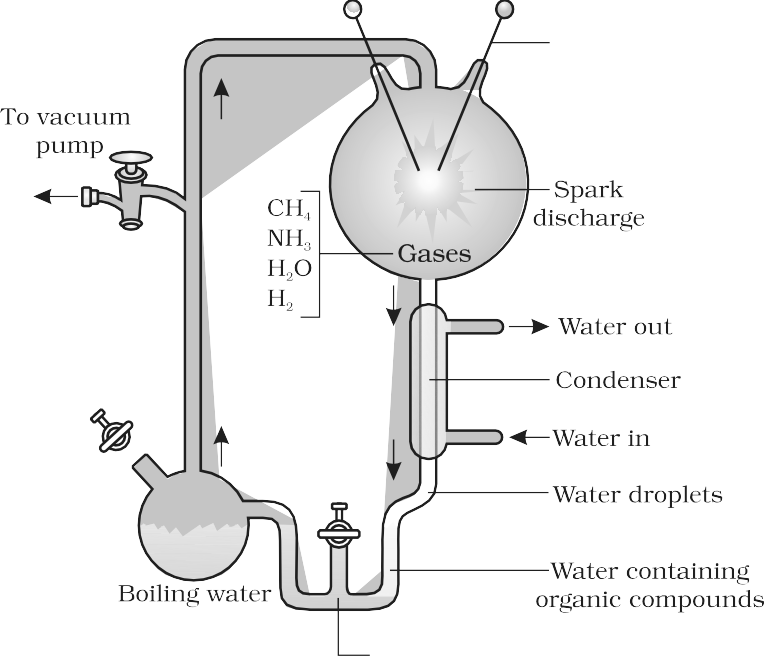 To vacuum
pump
CH₄
NH₃
H₂O
H₂
Gases
Spark
discharge
Water out
Condenser
Water in
Water droplets
Water containing
organic compounds
Boiling water